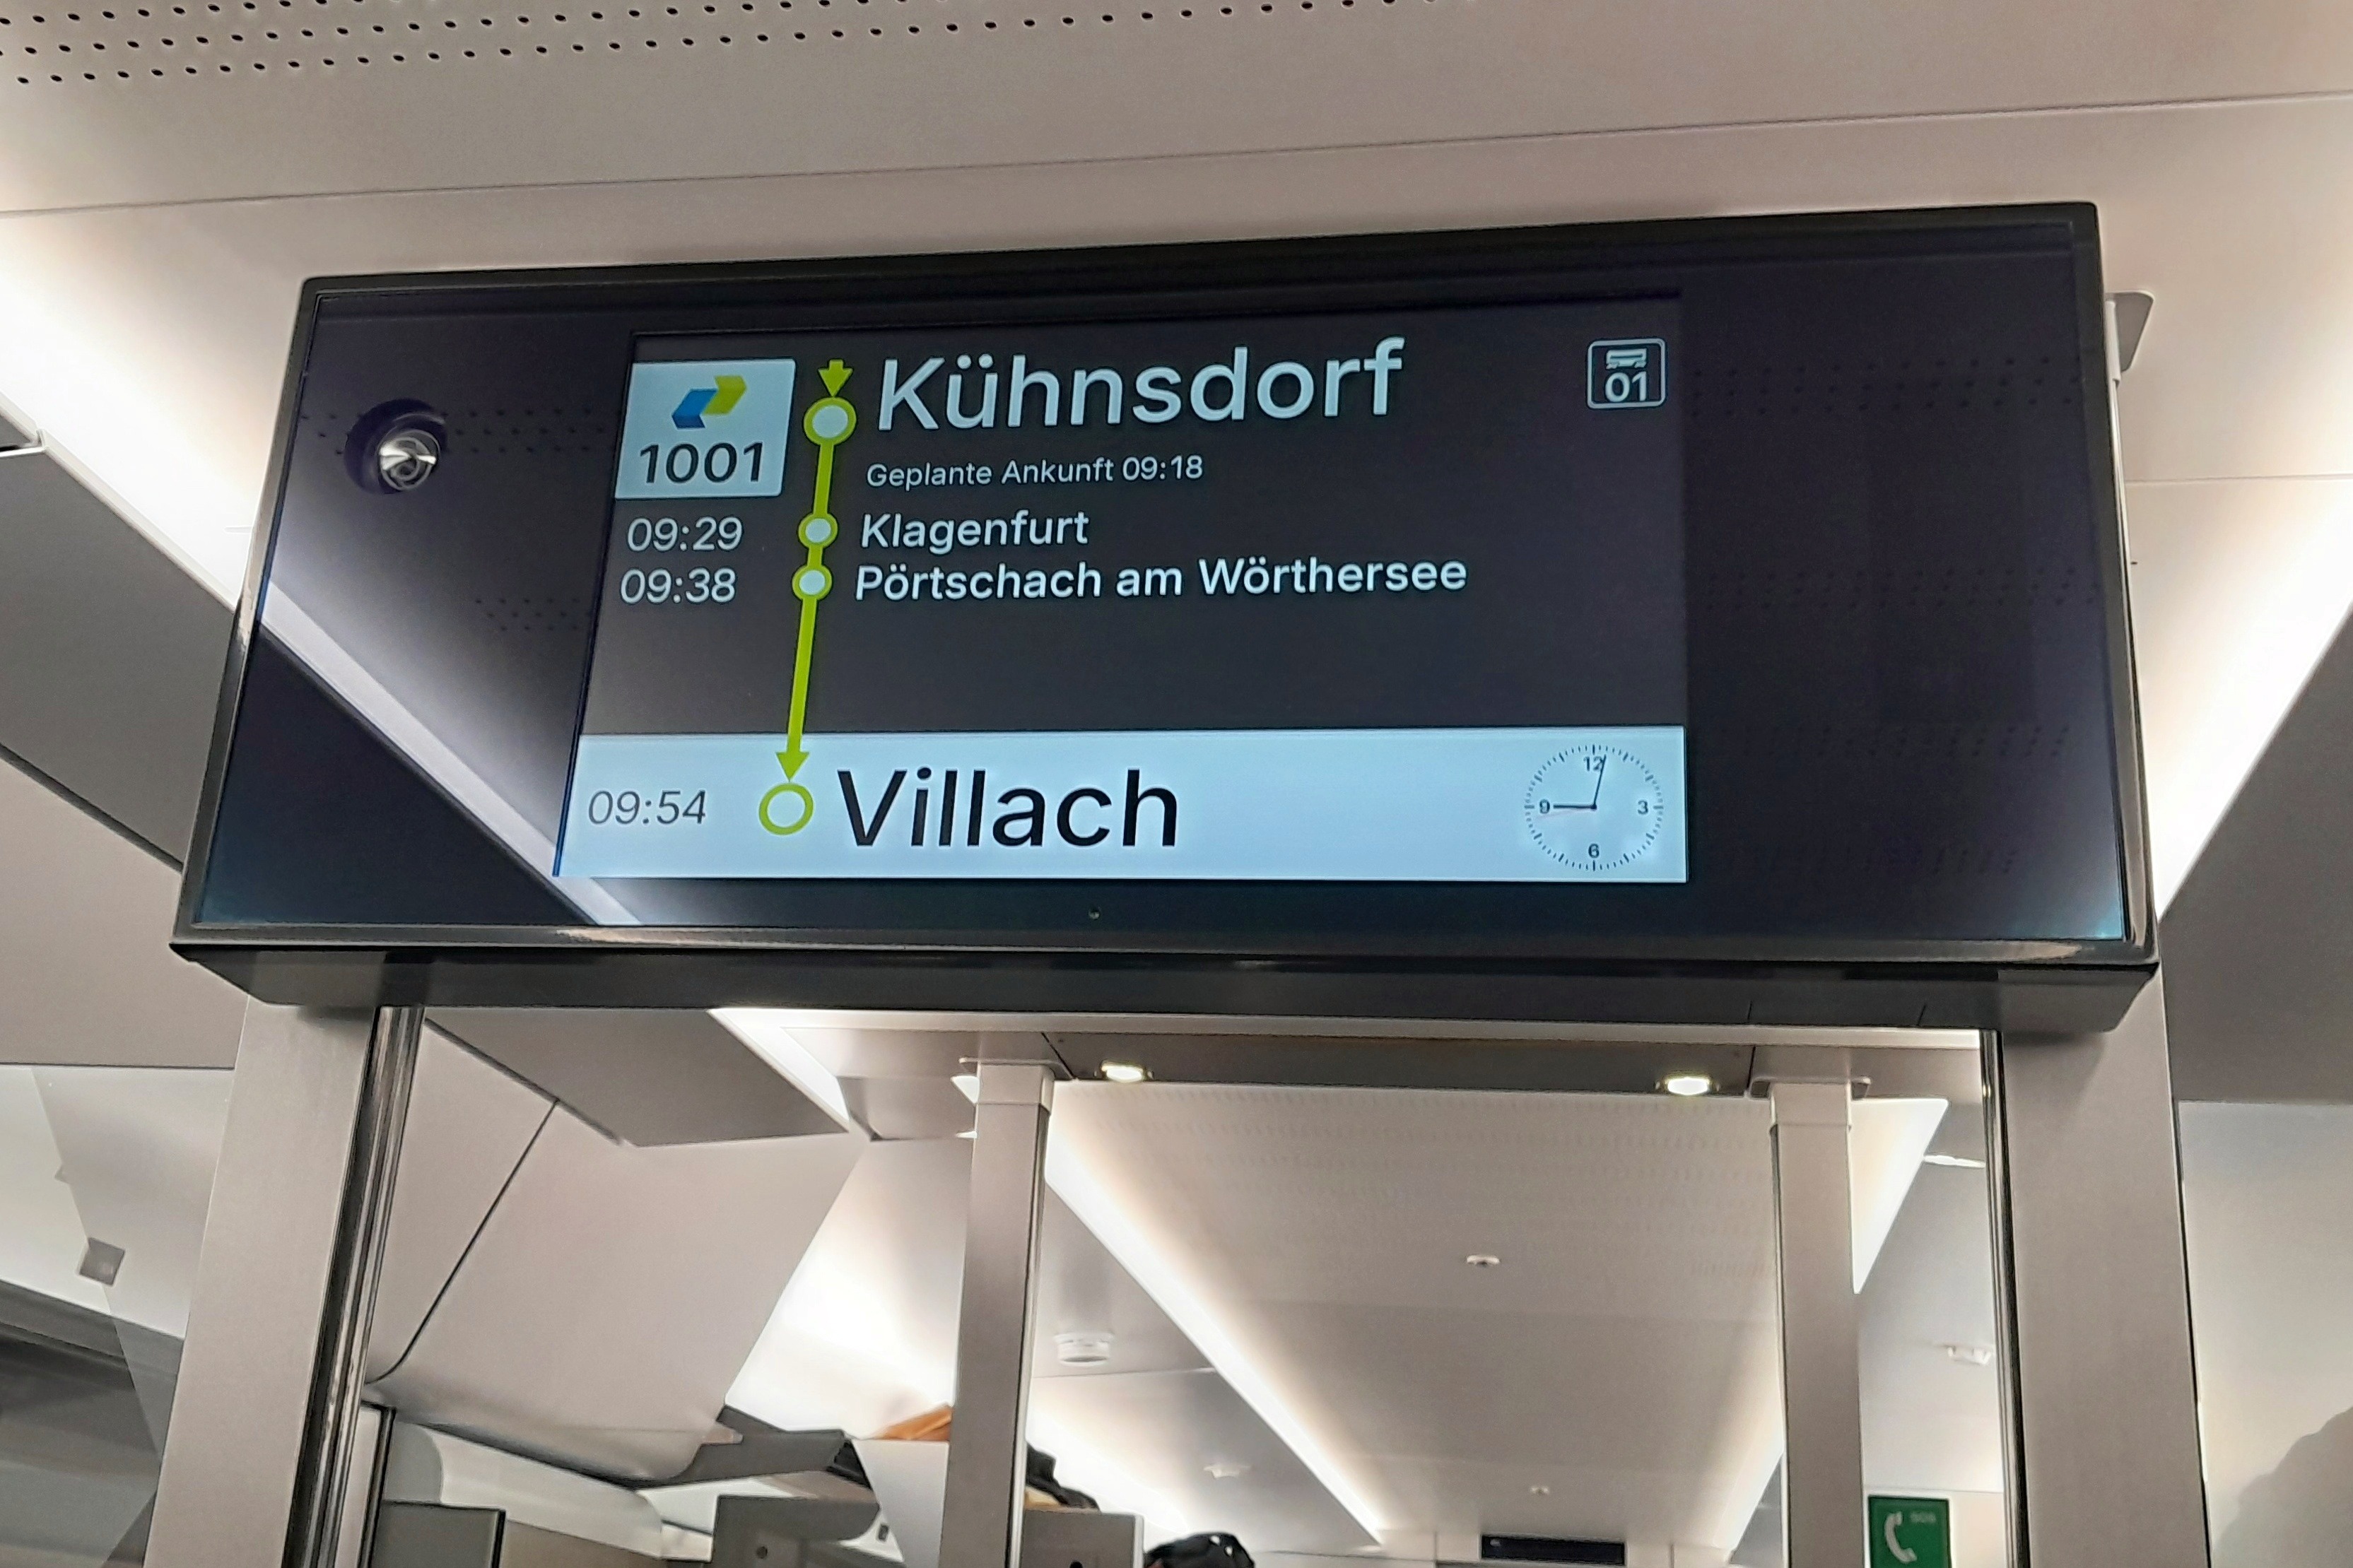 1001
Kühnsdorf
01
Geplante Ankunft 09:18
09:29 Klagenfurt
09:38 Pörtschach am Wörthersee
09:54 Villach
12
9 3
6
SOS